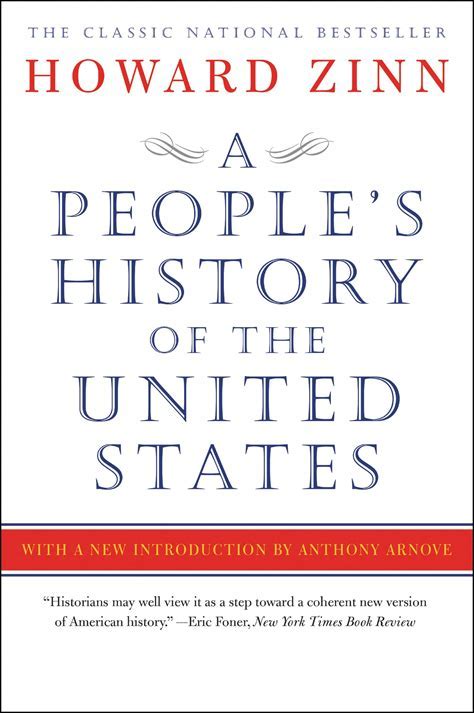 THE CLASSIC NATIONAL BESTSELLER
HOWARD ZINN
A
PEOPLE'S
HISTORY
OF THE
UNITED
STATES
WITH A NEW INTRODUCTION BY ANTHONY ARNOVE
“Historians may well view it as a step toward a coherent new version
of American history.” —Eric Foner, New York Times Book Review